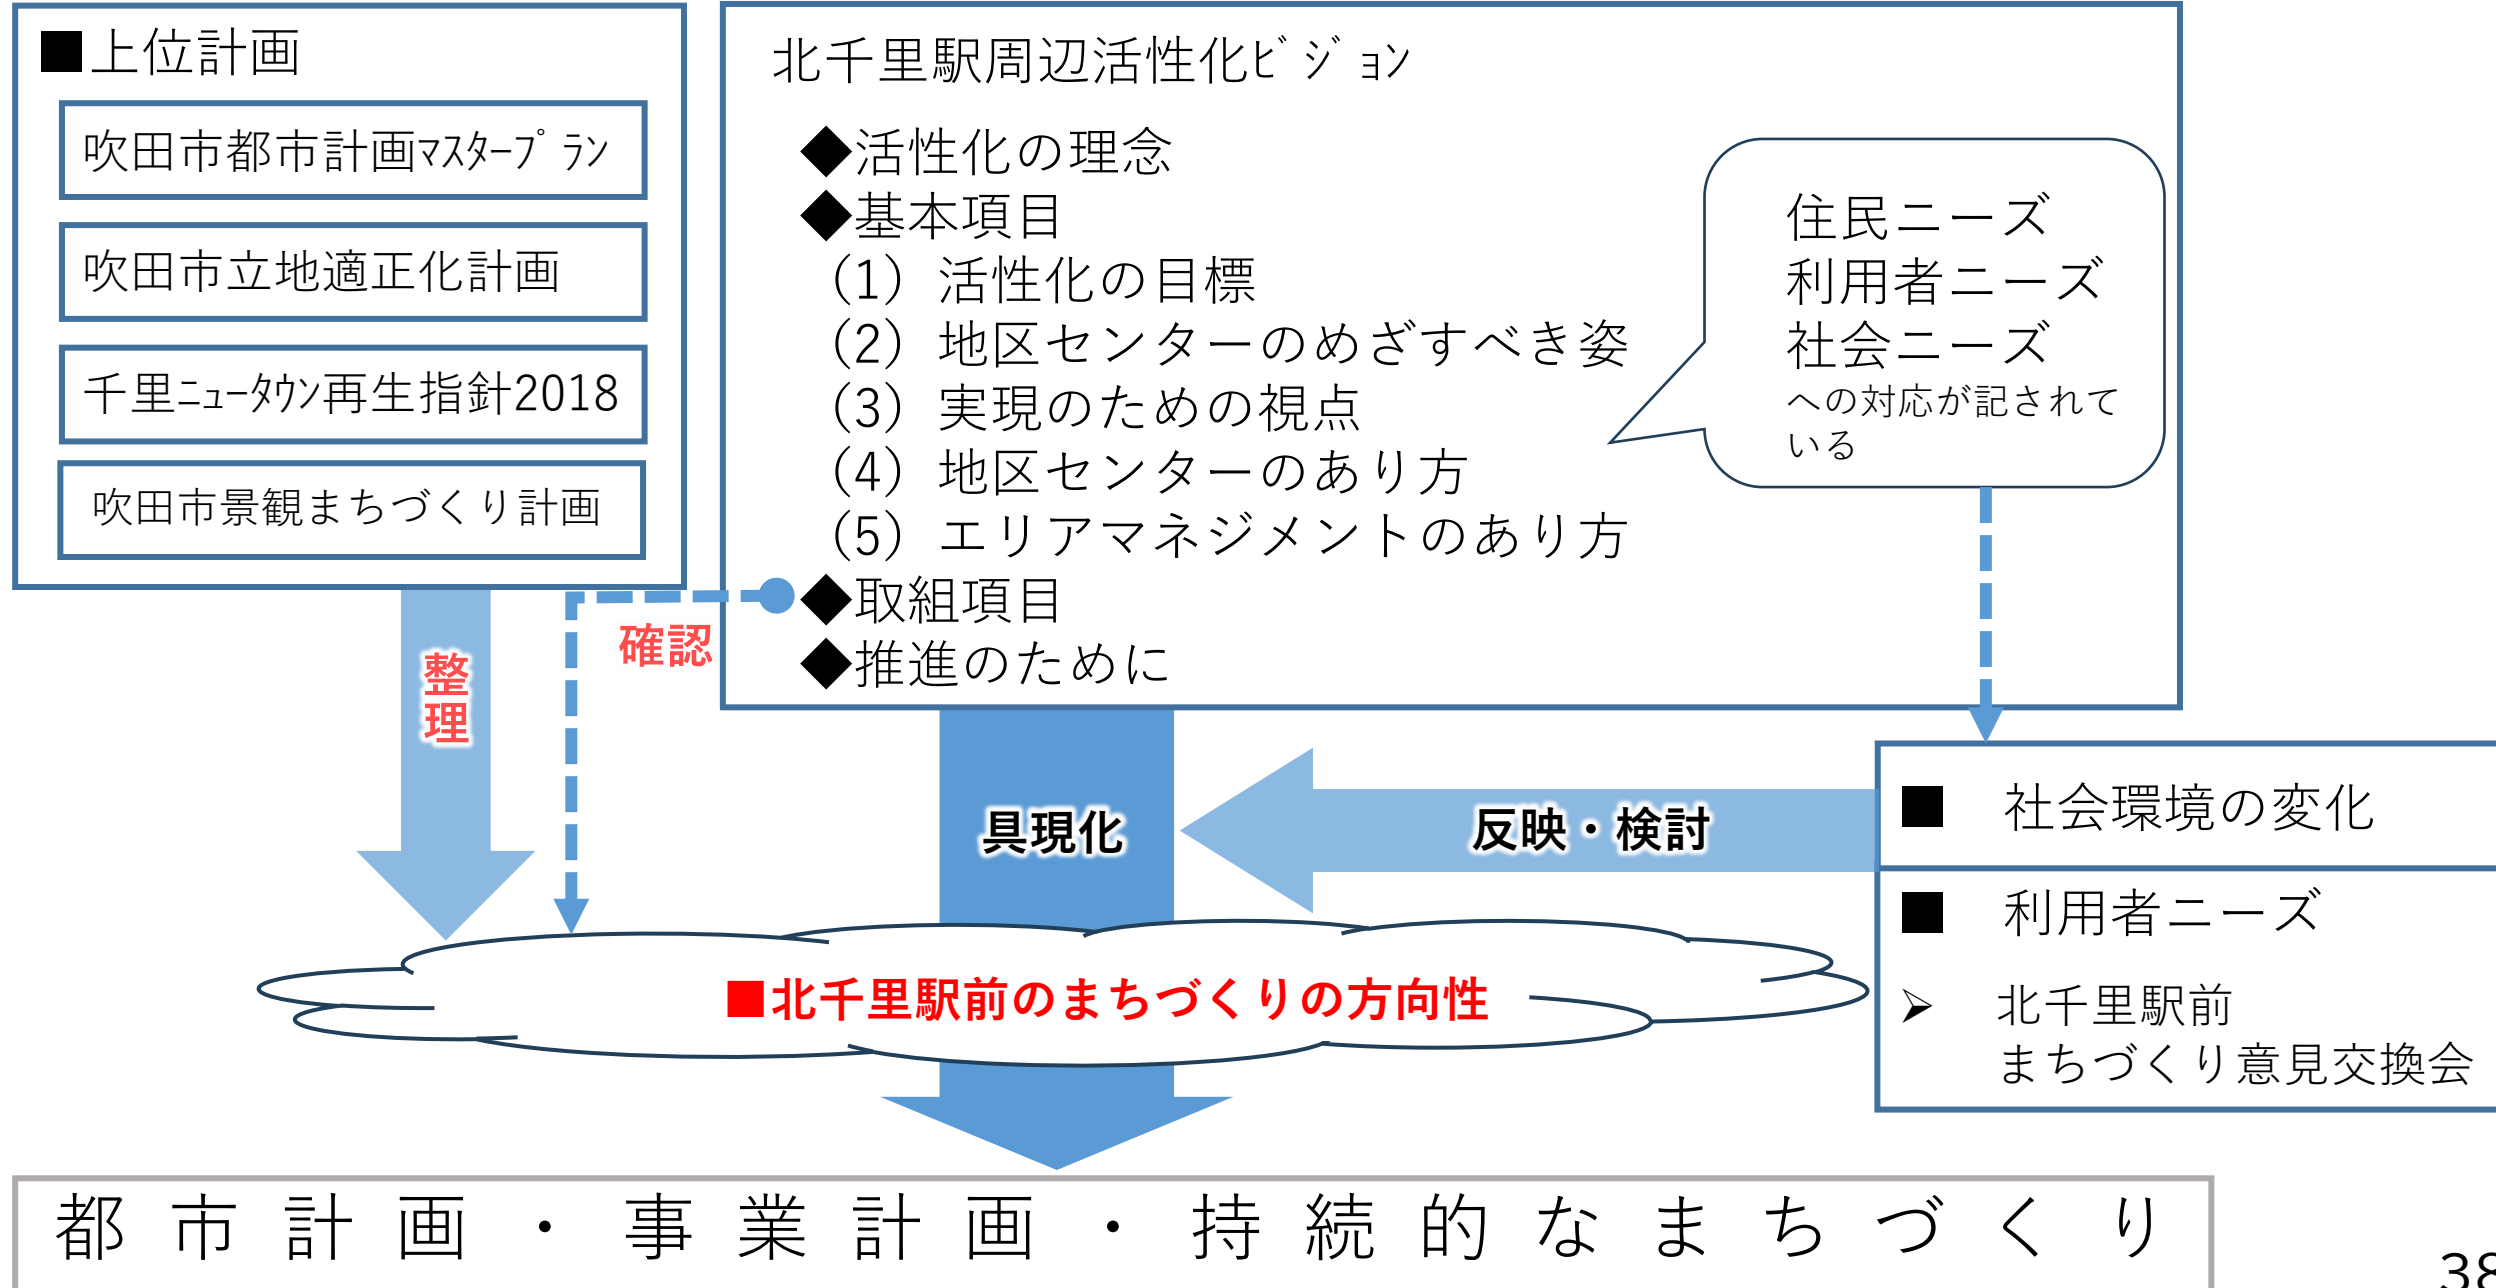 ■上位計画
吹田市都市計画ﾏｽﾀｰﾌﾟﾗﾝ
吹田市立地適正化計画
千里ﾆｭｰﾀｳﾝ再生指針2018
吹田市景観まちづくり計画
北千里駅周辺活性化ﾋﾞｼﾞｮﾝ
◆活性化の理念
◆基本項目
（1） 活性化の目標
（2） 地区センターのめざすべき姿
（3） 実現のための視点
（4） 地区センターのあり方
（5） エリアマネジメントのあり方
◆取組項目
◆推進のために
住民ニーズ
利用者ニーズ
社会ニーズ
への対応が記されて
いる
確認
整
理
具現化
反映・検討
■ 社会環境の変化
■ 利用者ニーズ
➢ 北千里駅前
まちづくり意見交換会
■北千里駅前のまちづくりの方向性
都市計画・事業計画・持続的なまちづくり
38